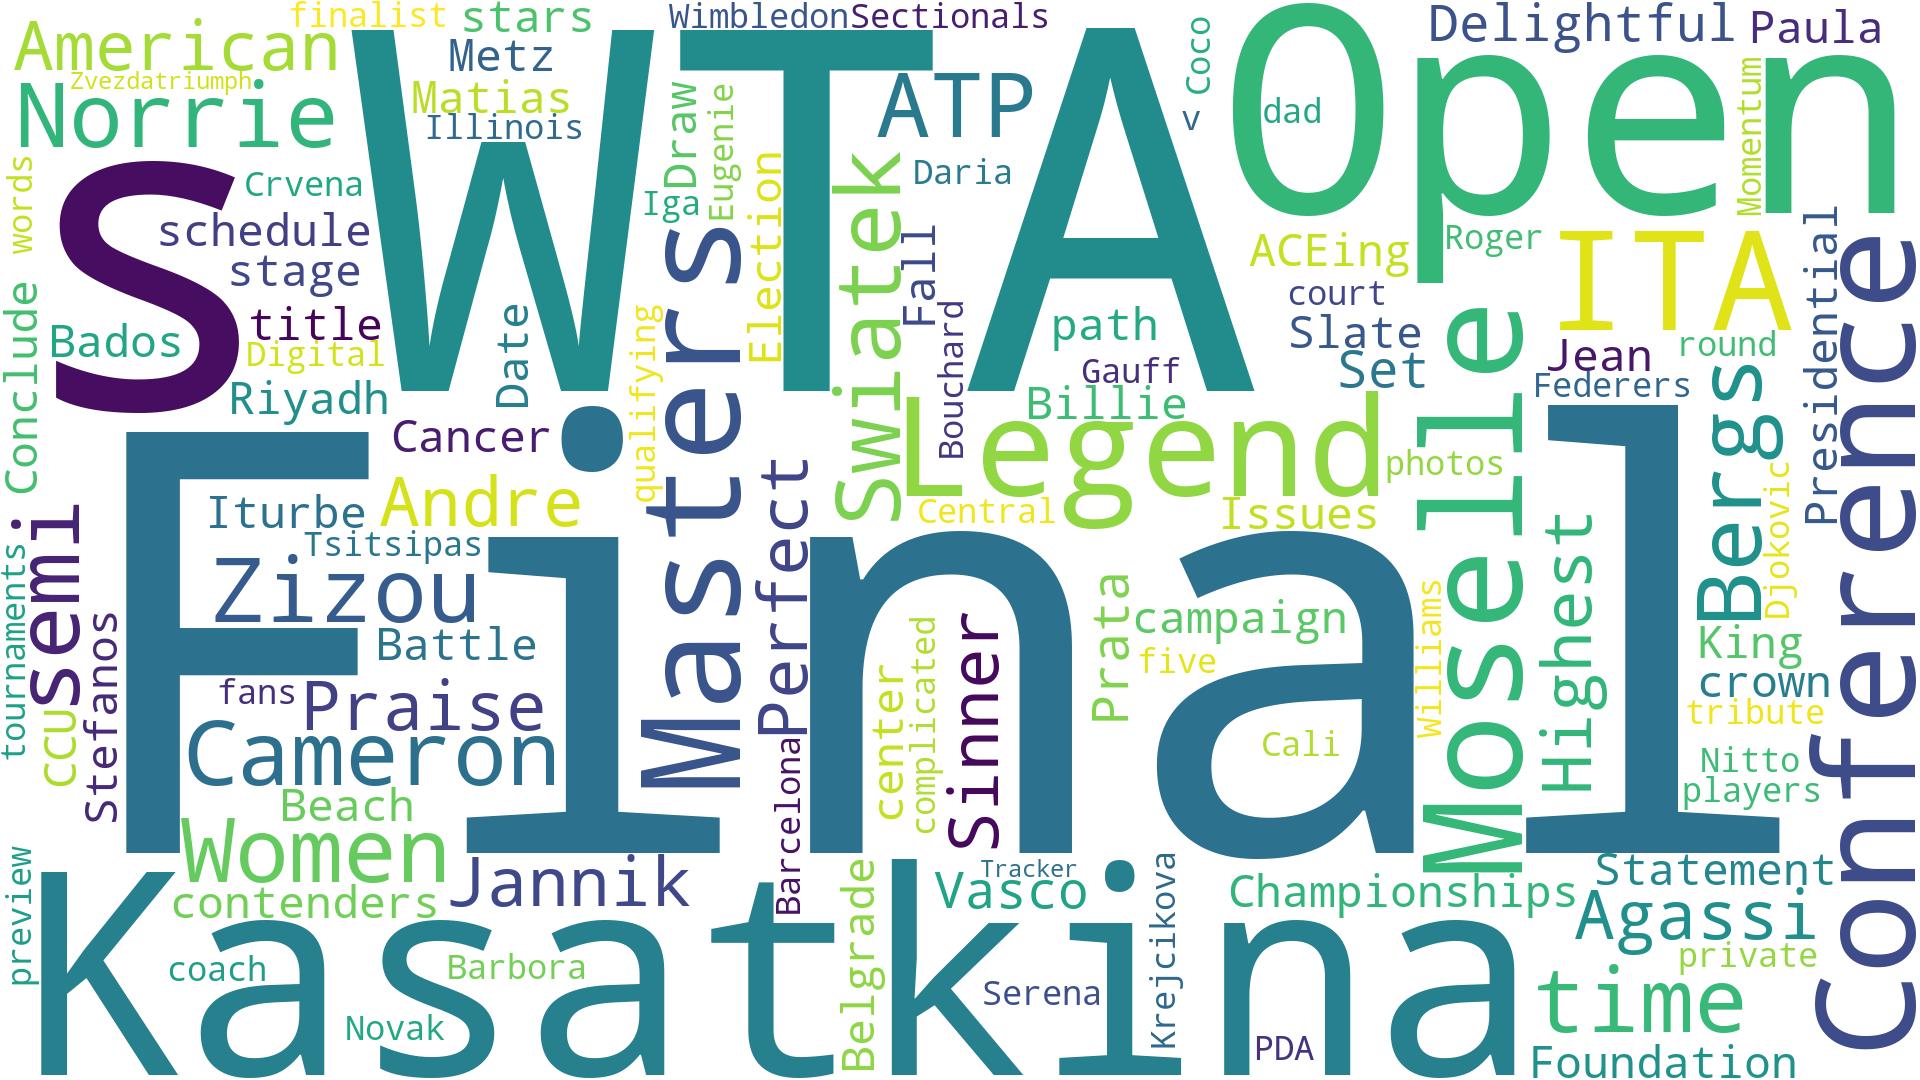 finalist
stars
WimbledonSectionals
American
Metz
Zvezdatriumph
Norrie
Matias
Illinois
WTA
ATP
Draw
Eugenie
Coco
v
Open
dad
Delightful
Paula
Momentum
words
S
Crvena
schedule
stage
title
Bados
Digital
Riyadh
Date
Iga
Election
Daria
Swiatek
Fall
Bouchard
ACEing
Roger
ITA
court
path
Slate
Gauff
Set
Billie
Jean
round
Federers
Presidential
Conference
Conclude
Cancer
qualifying
Masters
Legend
photos
Central
Issues
Moselle
Bergs
Djokovic
Final
Iturbe
Andre
Tsitsipas
Zizou
Battle
fans
Praise
Cameron
Beach
Women
contenders
Jannik
semi
tournaments
CCU
Stefanos
Perfect
Barcelona
center
complicated
Sinner
Prata
campaign
five
Cali
Williams
Highest
King
crown
tribute
Nitto
players
preview
Kasatkina
coach
Barbora
Novak
Belgrade
Tracker
Vasco
Serena
Krejcikova
Championships
PDA
Statement
Agassi
private
time
Foundation